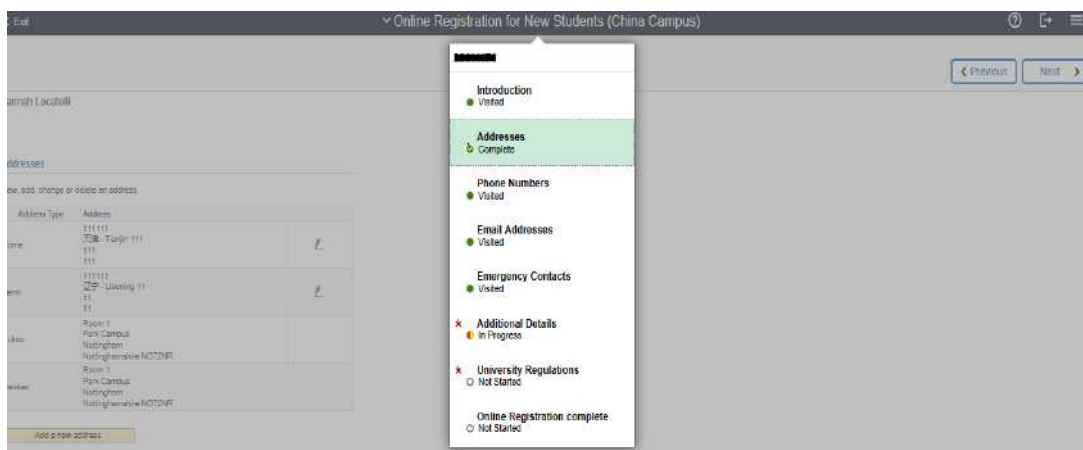 Exit
Online Registration for New Students (China Campus)
Previous
Next
Locatelli
Introduction
Visited
Addresses
Complete
Phone Numbers
Visited
Email Addresses
Visited
Emergency Contacts
Visited
Additional Details
In Progress
University Regulations
Not Started
Online Registration complete
Not Started
ddresses
add, change or delete an address.
Address Type Address
111111
天津 - Tianjin 111
111
111
111111
辽宁 - Liaoning 11
11
11
Room 1
Park Campus
Nottingham
Nottinghamshire NG72NR
Room 1
Park Campus
Nottingham
Nottinghamshire NG72NR
Add a new address